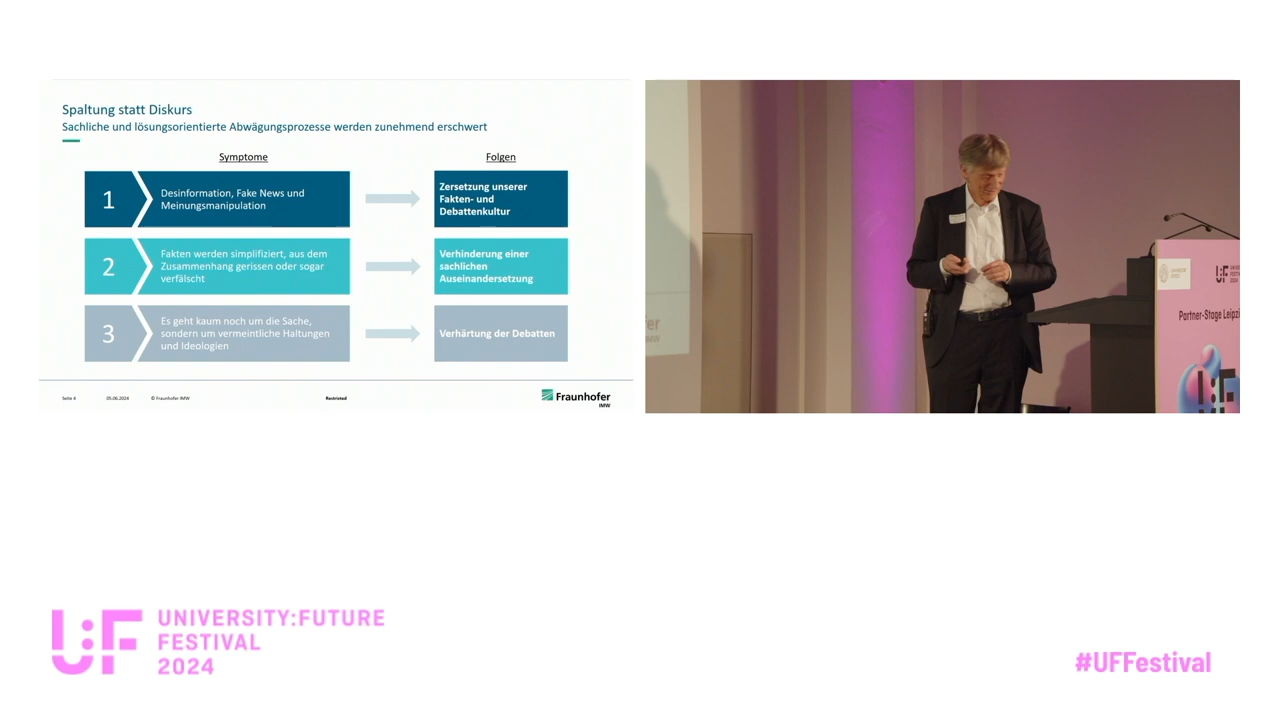 Spaltung statt Diskurs
Sachliche und lösungsorientierte Abwägungsprozesse werden zunehmend erschwert
Symptome
Folgen
1
Desinformation, Fake News und
Meinungsmanipulation
Zersetzung unserer
Fakten- und
Debattenkultur
2
Fakten werden simplifiziert, aus dem
Zusammenhang gerissen oder sogar
verfälscht
Verhinderung einer
sachlichen
Auseinandersetzung
3
Es geht kaum noch um die Sache,
sondern um vermeintliche Haltungen
und Ideologien
Verhärtung der Debatten
Seite 4
05.06.2024
© Fraunhofer IMW
Restricted
Fraunhofer
IMW
Partner-Stage
U:F
UNIVERSITY:FUTURE
FESTIVAL
2024
#UFFestival